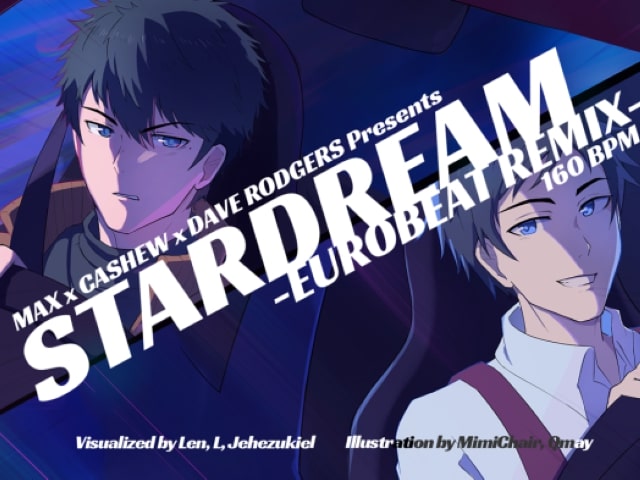 MAX x CASHEW x DAVE RODGERS Presents
STARDREAM
-EUROBEAT REMIX-
160 BPM
Visualized by Len, L, Jehezukiel
Illustration by MimiChair, Qmay